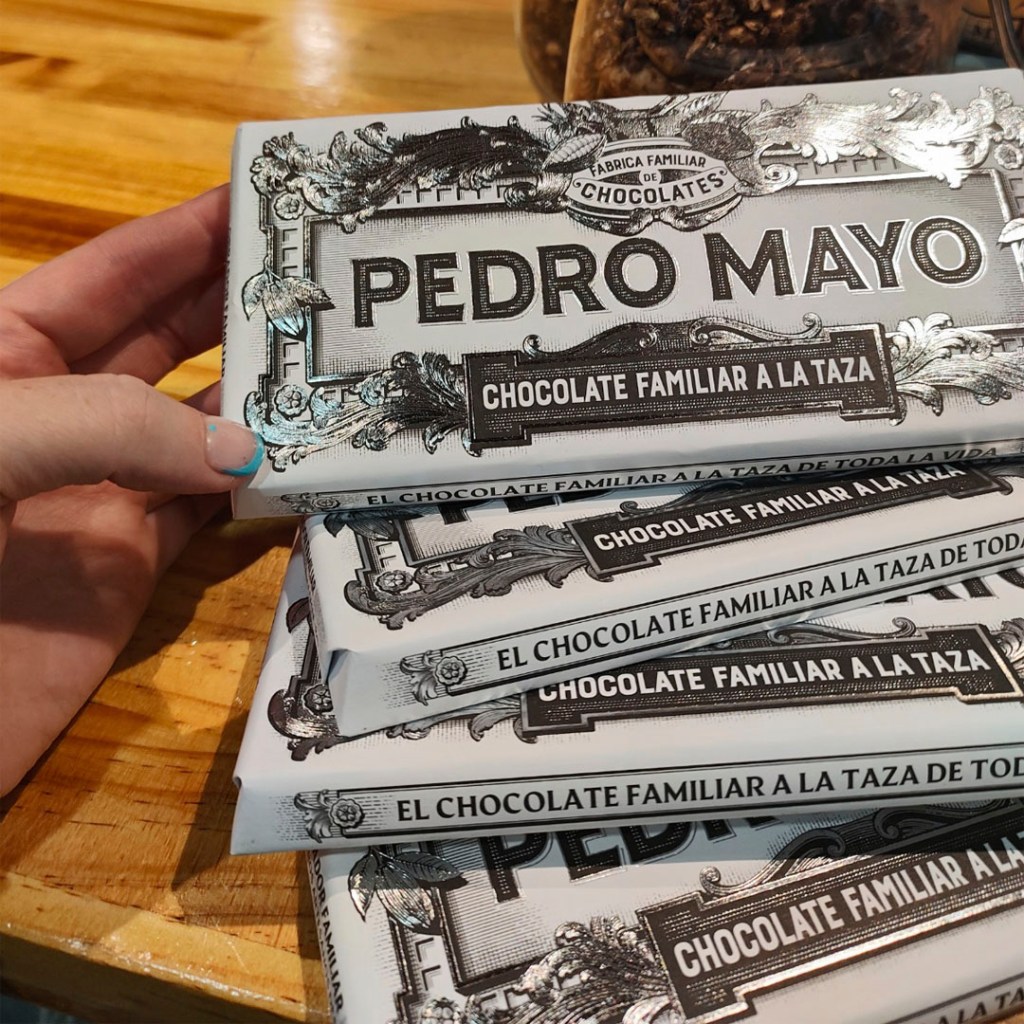 FABRICA FAMILIAR
DE
CHOCOLATES
PEDRO MAYO
CHOCOLATE FAMILIAR A LA TAZA
EL CHOCOLATE FAMILIAR A LA TAZA DE TODA LA VIDA
CHOCOLATE FAMILIAR A LA TAZA
EL CHOCOLATE FAMILIAR A LA TAZA DE TODA
CHOCOLATE FAMILIAR A LA TAZA
EL CHOCOLATE FAMILIAR A LA TAZA DE TOD
PEDRO
CHOCOLATE FAMILIAR A LA